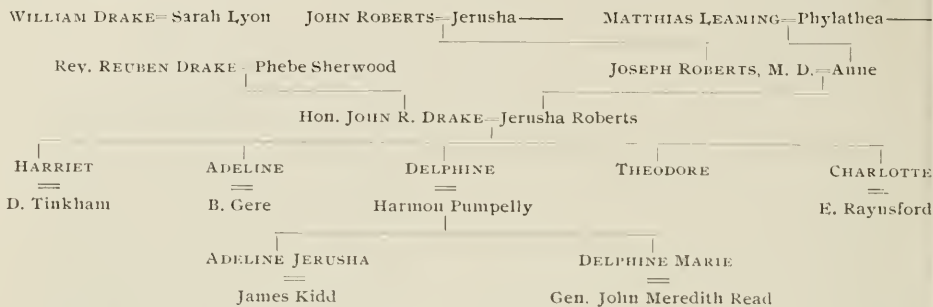 WILLIAM DRAKE=Sarah Lyon JOHN ROBERTS=Jerusha—— MATTHIAS LEAMING=Phylathea——
Rev. REUBEN DRAKE=Phebe Sherwood JOSEPH ROBERTS, M. D.=Anne
Hon. JOHN R. DRAKE=Jerusha Roberts
HARRIET ADELINE DELPHINE THEODORE CHARLOTTE
D. Tinkham B. Gere Harmon Pumpelly E. Raynsford
ADELINE JERUSHA DELPHINE MARIE
James Kidd Gen. John Meredith Read